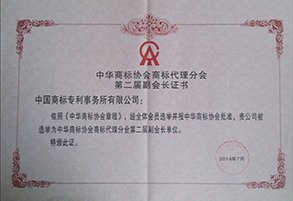 中华商标协会商标代理分会
第二届副会长证书
中国商标专利事务所有限公司：
依照《中华商标协会章程》，经全体会员选举并报中华商标协会批准，贵公司被
选举为中华商标协会商标代理分会第二届副会长单位。
特颁此证。
2014年7月